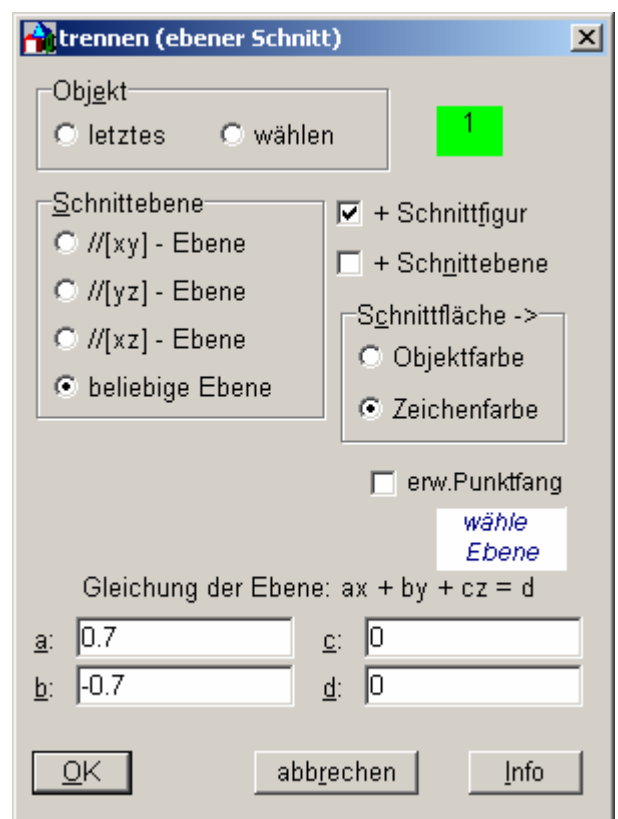 trennen (ebener Schnitt)
Objekt
letztes
wählen
1
Schnittebene
//[xy] - Ebene
//[yz] - Ebene
//[xz] - Ebene
beliebige Ebene
+ Schnittfigur
+ Schnittebene
Schnittfläche ->
Objektfarbe
Zeichenfarbe
erw.Punktfang
wähle
Ebene
Gleichung der Ebene: ax + by + cz = d
a: 0.7
c: 0
b: -0.7
d: 0
OK
abbrechen
Info